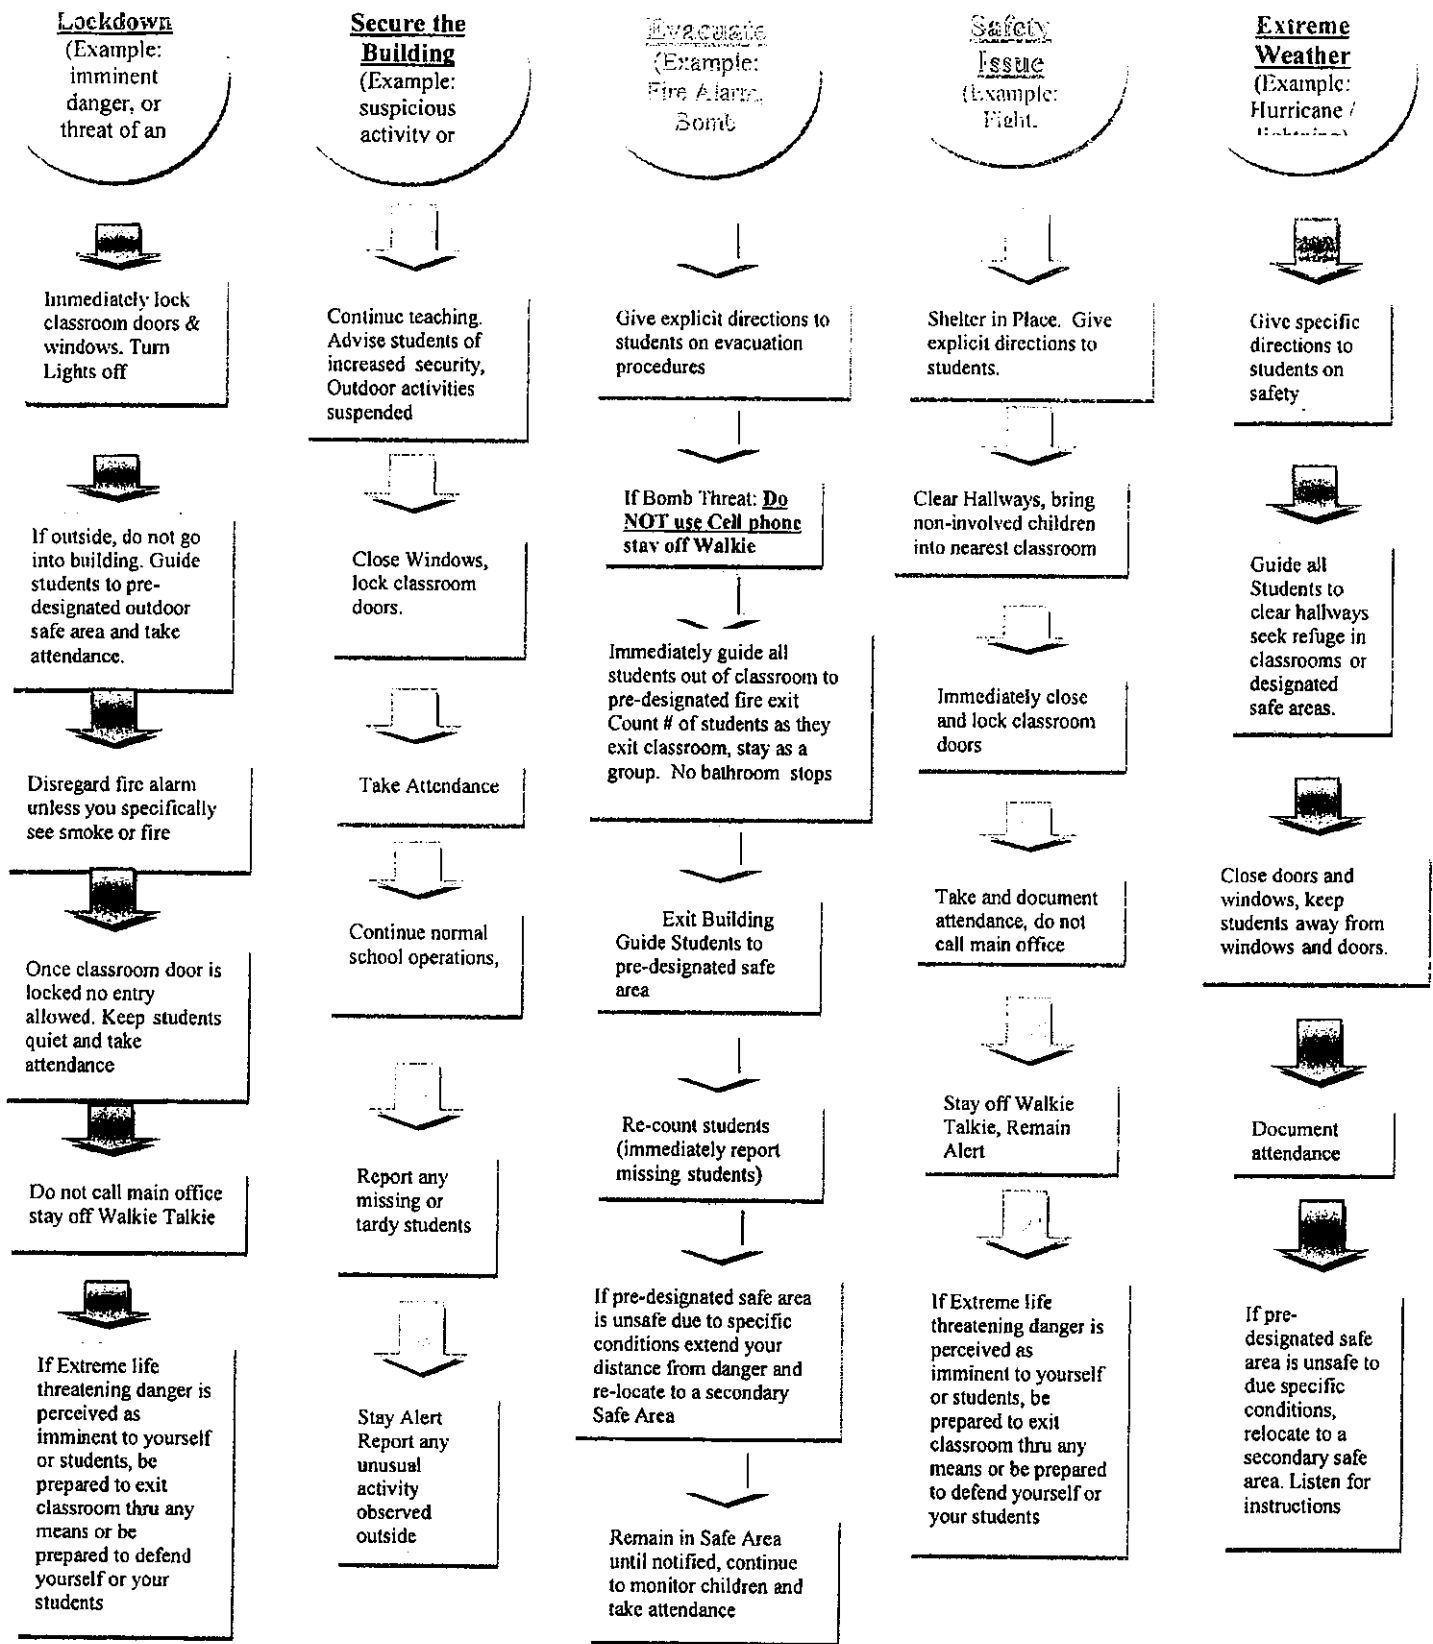 Lockdown
(Example:
imminent
danger, or
threat of an
Immediately lock
classroom doors &
windows. Turn
Lights off
If outside, do not go
into building. Guide
students to pre-
designated outdoor
safe area and take
attendance.
Disregard fire alarm
unless you specifically
see smoke or fire
Once classroom door is
locked no entry
allowed. Keep students
quiet and take
attendance
Do not call main office
stay off Walkie Talkie
If Extreme life
threatening danger is
perceived as
imminent to yourself
or students, be
prepared to exit
classroom thru any
means or be
prepared to defend
yourself or your
students
Secure the
Building
(Example:
suspicious
activity or
Continue teaching.
Advise students of
increased security,
Outdoor activities
suspended
Close Windows,
lock classroom
doors.
Take Attendance
Continue normal
school operations,
Report any
missing or
tardy students
Stay Alert
Report any
unusual
activity
observed
outside
Evacuate
(Example:
Fire Alarm,
Bomb
Give explicit directions to
students on evacuation
procedures
If Bomb Threat: Do
NOT use Cell phone
stay off Walkie
Immediately guide all
students out of classroom to
pre-designated fire exit
Count # of students as they
exit classroom, stay as a
group. No bathroom stops
Exit Building
Guide Students to
pre-designated safe
area
Re-count students
(immediately report
missing students)
If pre-designated safe area
is unsafe due to specific
conditions extend your
distance from danger and
re-locate to a secondary
Safe Area
Remain in Safe Area
until notified, continue
to monitor children and
take attendance
Safety
Issue
(Example:
Fight,
Shelter in Place. Give
explicit directions to
students.
Clear Hallways, bring
non-involved children
into nearest classroom
Immediately close
and lock classroom
doors
Take and document
attendance, do not
call main office
Stay off Walkie
Talkie, Remain
Alert
If Extreme life
threatening danger is
perceived as
imminent to yourself
or students, be
prepared to exit
classroom thru any
means or be prepared
to defend yourself or
your students
Extreme
Weather
(Example:
Hurricane /
lightning)
Give specific
directions to
students on
safety
Guide all
Students to
clear hallways
seek refuge in
classrooms or
designated
safe areas.
Close doors and
windows, keep
students away from
windows and doors.
Document
attendance
If pre-
designated safe
area is unsafe to
due specific
conditions,
relocate to a
secondary safe
area. Listen for
instructions